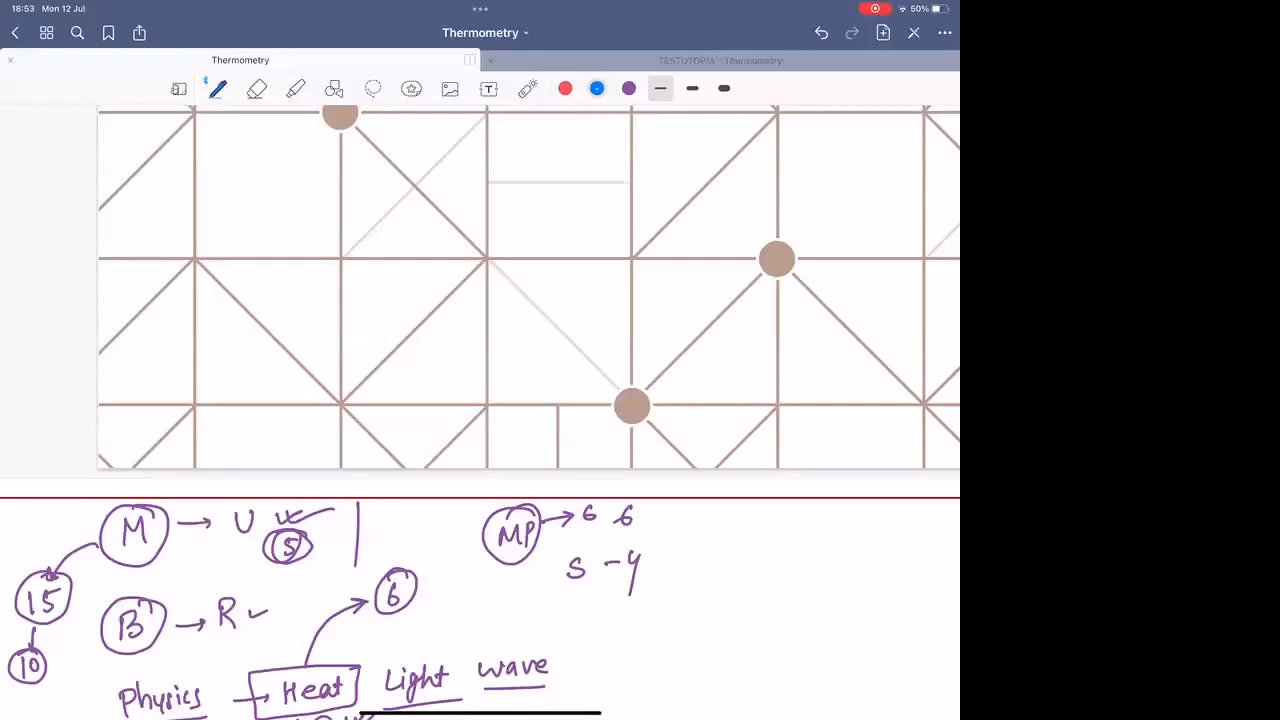 18:53 Mon 12 Jul 50%
Thermometry
Thermometry TESTUTOPIA - Thermometry
T
M → U
5
MP → 6 6
S - 4
15
B → R
6
10
Physics → Heat Light wave